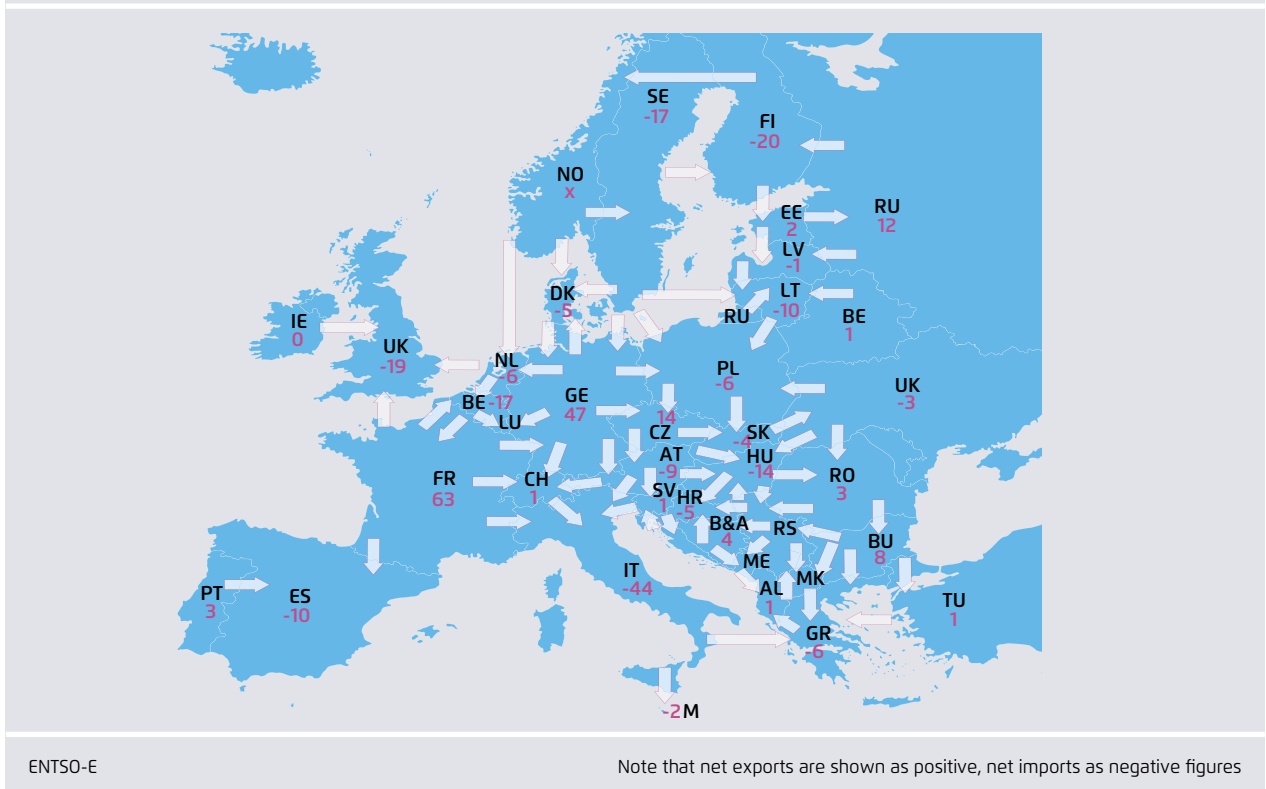 SE
-17
FI
-20
NO
x
EE
2
RU
12
LV
-1
DK
-5
LT
-10
RU
BE
1
IE
0
UK
-19
NL
-6
PL
-6
UK
-3
BE -17
GE
47
LU
14
CZ
SK
-4
AT
-9
HU
-14
FR
63
CH
1
RO
3
SV
1
HR
-5
B&A
4
RS
BU
8
ME
IT
-44
AL
1
MK
PT
3
ES
-10
TU
1
GR
-6
-2 M
ENTSO-E
Note that net exports are shown as positive, net imports as negative figures